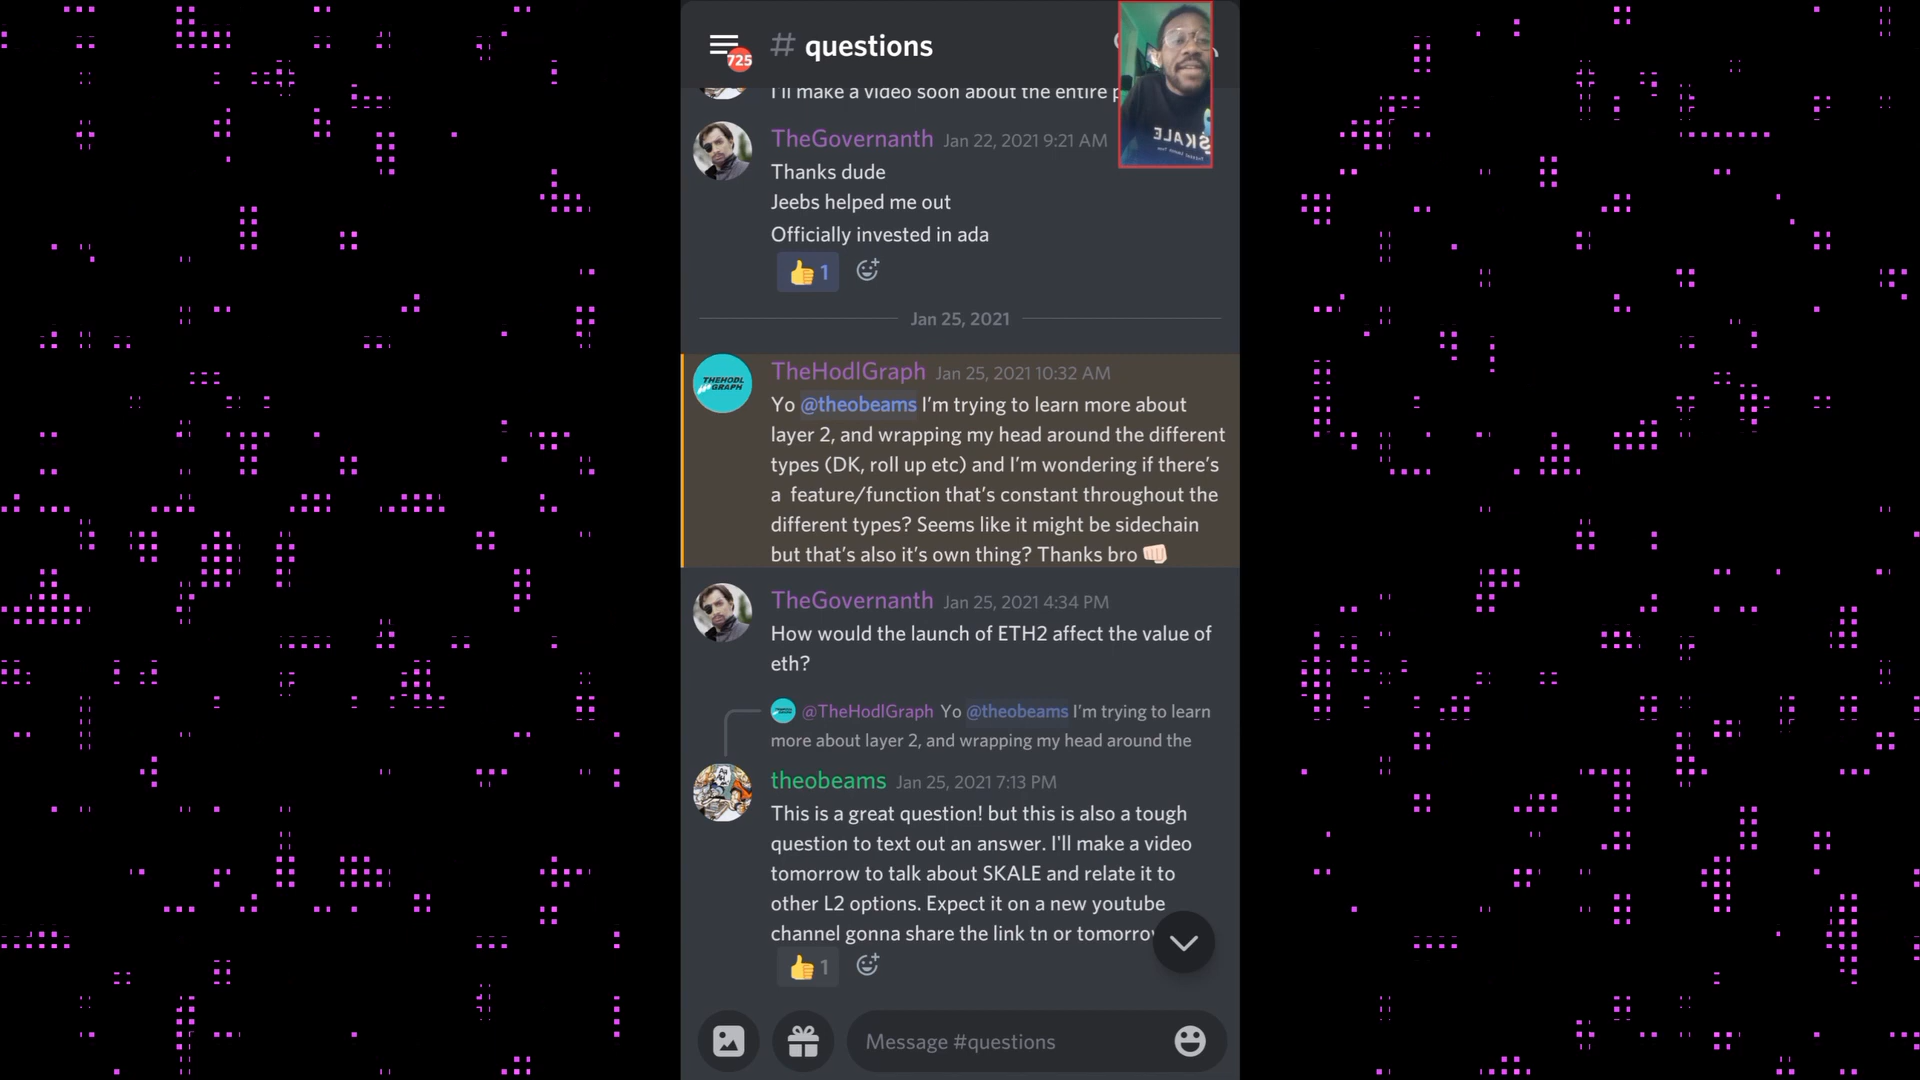 725
# questions
I'll make a video soon about the entire p
TheGovernanth Jan 22, 2021 9:21 AM
SKALE
Thanks dude
Jeebs helped me out
Officially invested in ada
👍 1
Jan 25, 2021
TheHodlGraph Jan 25, 2021 10:32 AM
THEHODL
GRAPH
Yo @theobeams I'm trying to learn more about
layer 2, and wrapping my head around the different
types (DK, roll up etc) and I'm wondering if there's
a feature/function that's constant throughout the
different types? Seems like it might be sidechain
but that's also it's own thing? Thanks bro 👊🏻
TheGovernanth Jan 25, 2021 4:34 PM
How would the launch of ETH2 affect the value of
eth?
@TheHodlGraph Yo @theobeams I'm trying to learn
more about layer 2, and wrapping my head around the
theobeams Jan 25, 2021 7:13 PM
This is a great question! but this is also a tough
question to text out an answer. I'll make a video
tomorrow to talk about SKALE and relate it to
other L2 options. Expect it on a new youtube
channel gonna share the link tn or tomorrow
👍 1
Message #questions